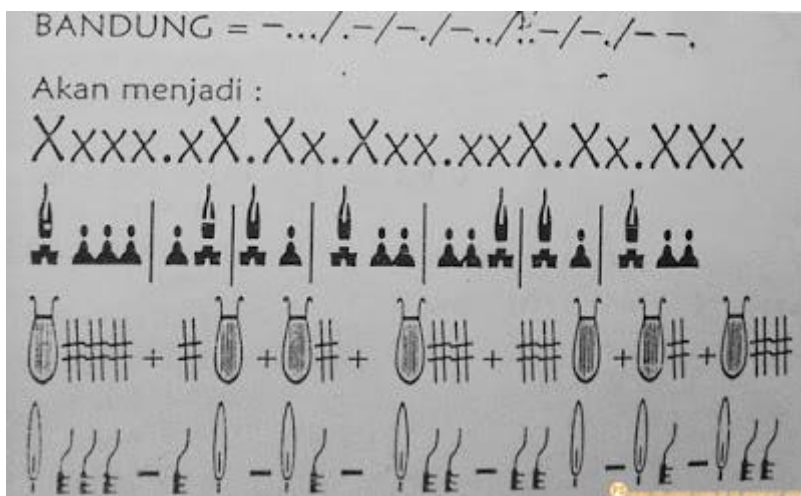 BANDUNG = –.../.–/–./–../..–/–./– –.
Akan menjadi :
Xxxx.xX.Xx.Xxx.xxX.Xx.XXx